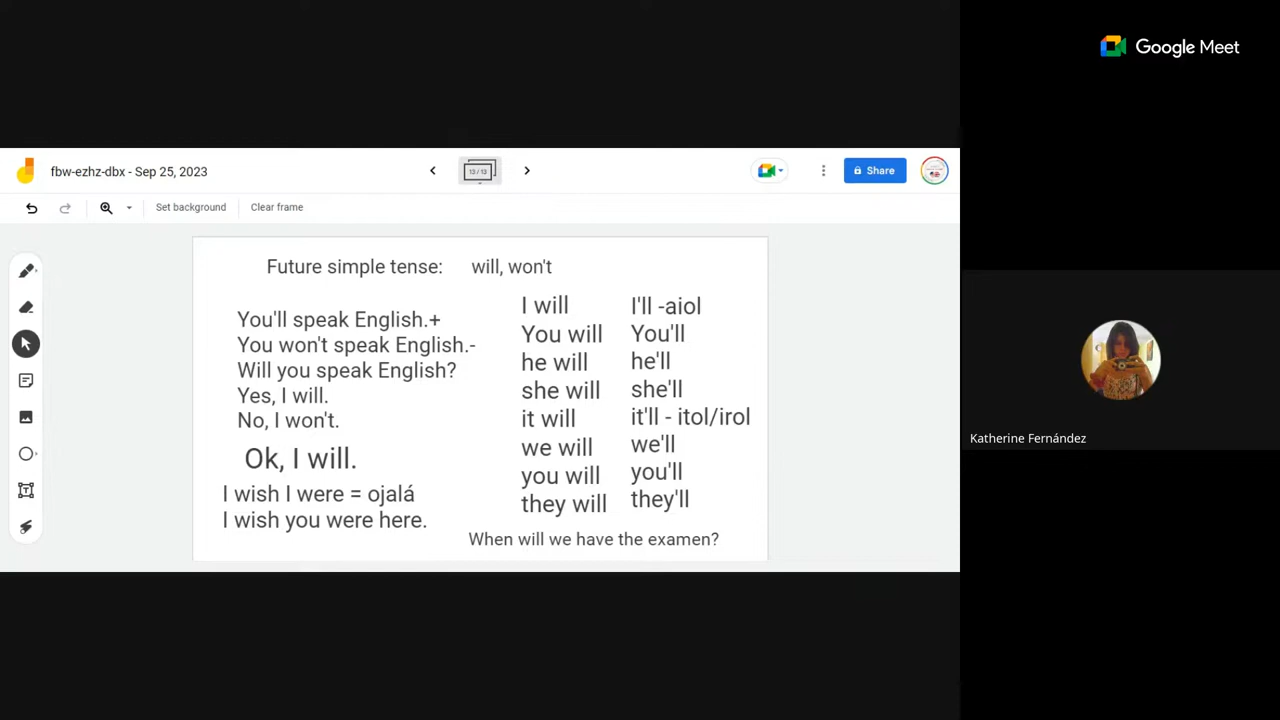 Google Meet
fbw-ezhz-dbx - Sep 25, 2023
13 / 13
Share
Set background
Clear frame
Future simple tense: will, won't
You'll speak English.+
You won't speak English.-
Will you speak English?
Yes, I will.
No, I won't.
Ok, I will.
I wish I were = ojalá
I wish you were here.
I will
You will
he will
she will
it will
we will
you will
they will
I'll -aiol
You'll
he'll
she'll
it'll - itol/irol
we'll
you'll
they'll
When will we have the examen?
Katherine Fernández